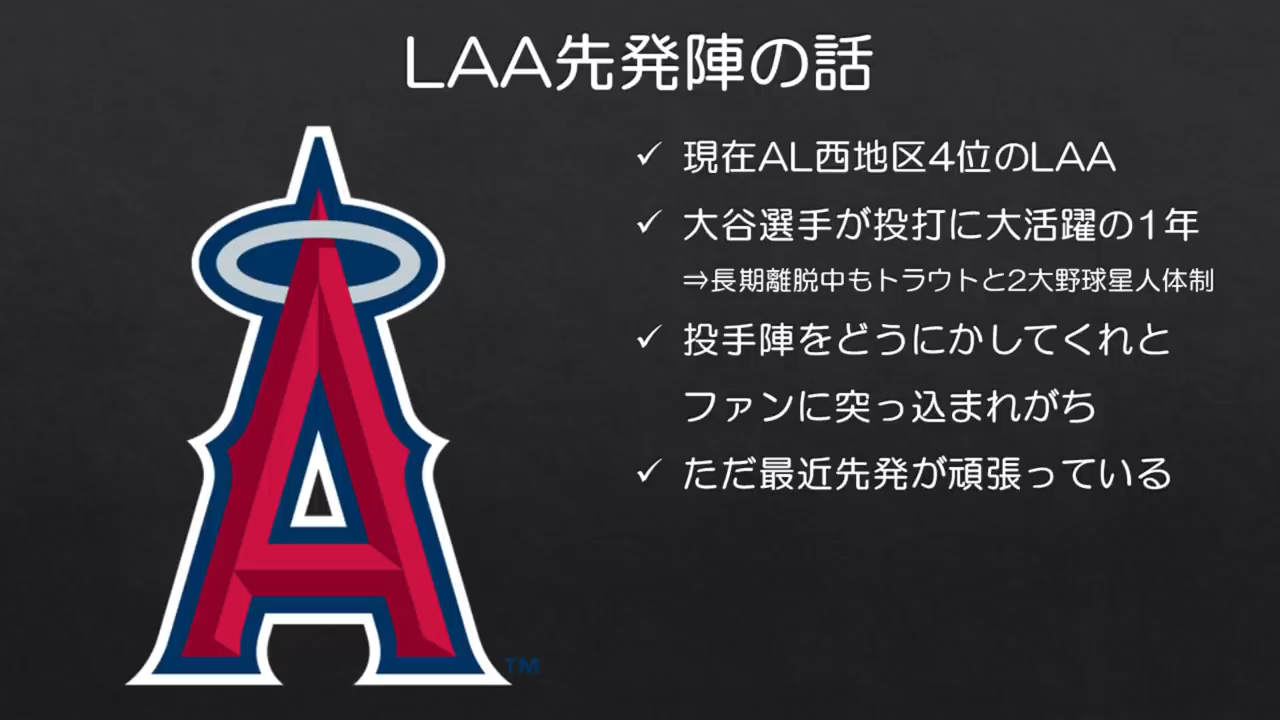 LAA先発陣の話
✓ 現在AL西地区4位のLAA
✓ 大谷選手が投打に大活躍の1年
⇒長期離脱中もトラウトと2大野球星人体制
✓ 投手陣をどうにかしてくれと
ファンに突っ込まれがち
✓ ただ最近先発が頑張っている
A
TM